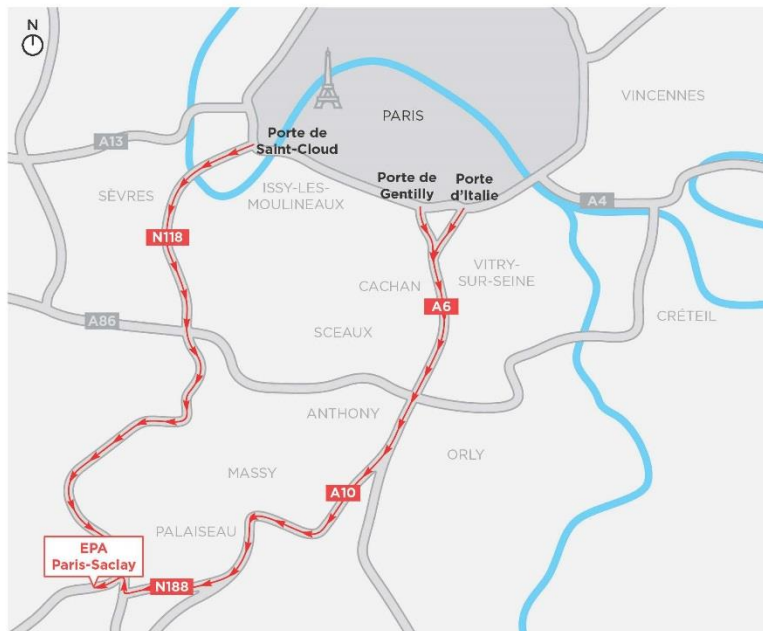 N
VINCENNES
PARIS
A13
Porte de
Saint-Cloud
SÈVRES
ISSY-LES-
MOULINEAUX
Porte de
Gentilly
Porte
d'Italie
A4
N118
CACHAN
VITRY-
SUR-SEINE
A6
A86
SCEAUX
CRÉTEIL
ANTHONY
ORLY
MASSY
A10
PALAISEAU
EPA
Paris-Saclay
N188